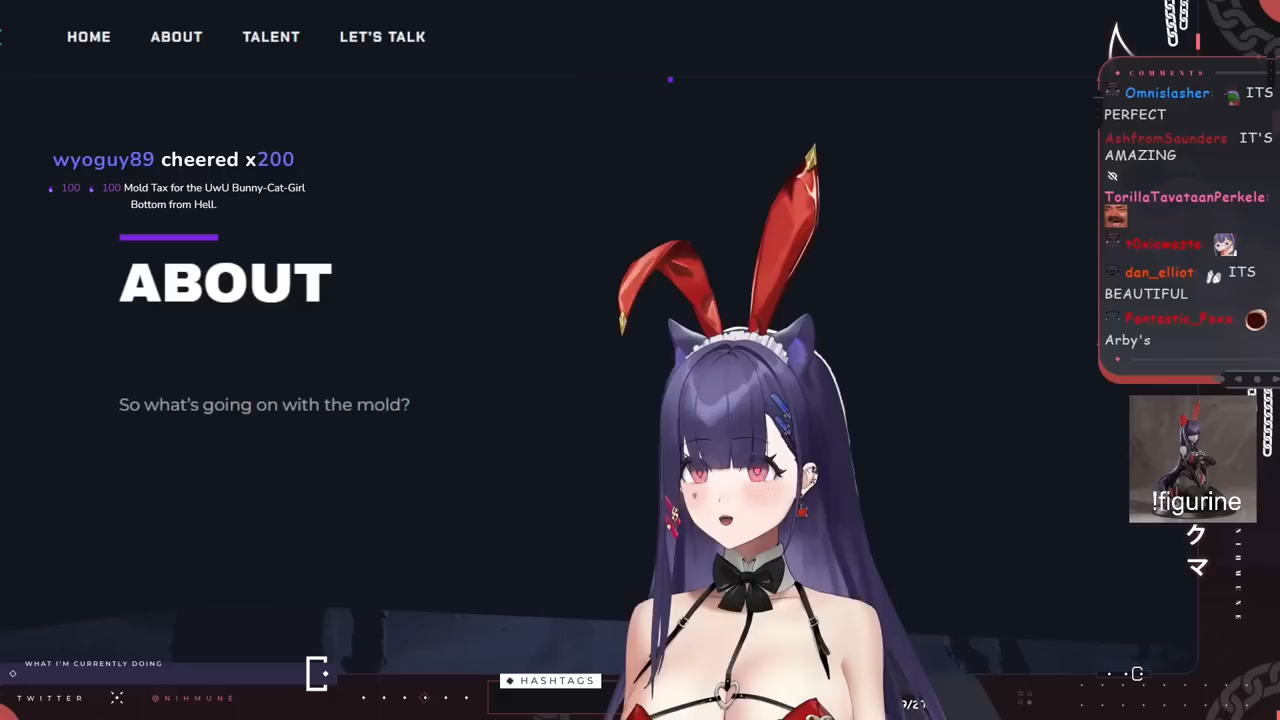 HOME ABOUT TALENT LET'S TALK
wyoguy89 cheered x200
100 100 Mold Tax for the UwU Bunny-Cat-Girl
Bottom from Hell.
ABOUT
So what's going on with the mold?
COMMENTS
Omnislasher: ITS
PERFECT
AshfromSaunders IT'S
AMAZING
TorillaTavataanPerkele:
t0xicwaste
dan_elliot: ITS
BEAUTIFUL
Fantastic_Foxx:
Arby's
!figurine
クマ
WHAT I'M CURRENTLY DOING
TWITTER @NIHMUNE
HASHTAGS